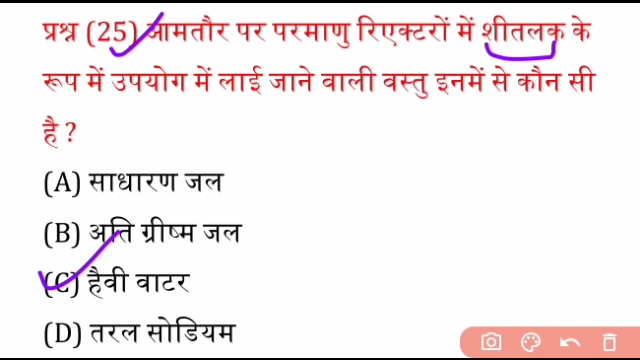 प्रश्न (25) आमतौर पर परमाणु रिएक्टरों में शीतलक के
रूप में उपयोग में लाई जाने वाली वस्तु इनमें से कौन सी
है ?
(A) साधारण जल
(B) अति ग्रीष्म जल
(C) हैवी वाटर
(D) तरल सोडियम